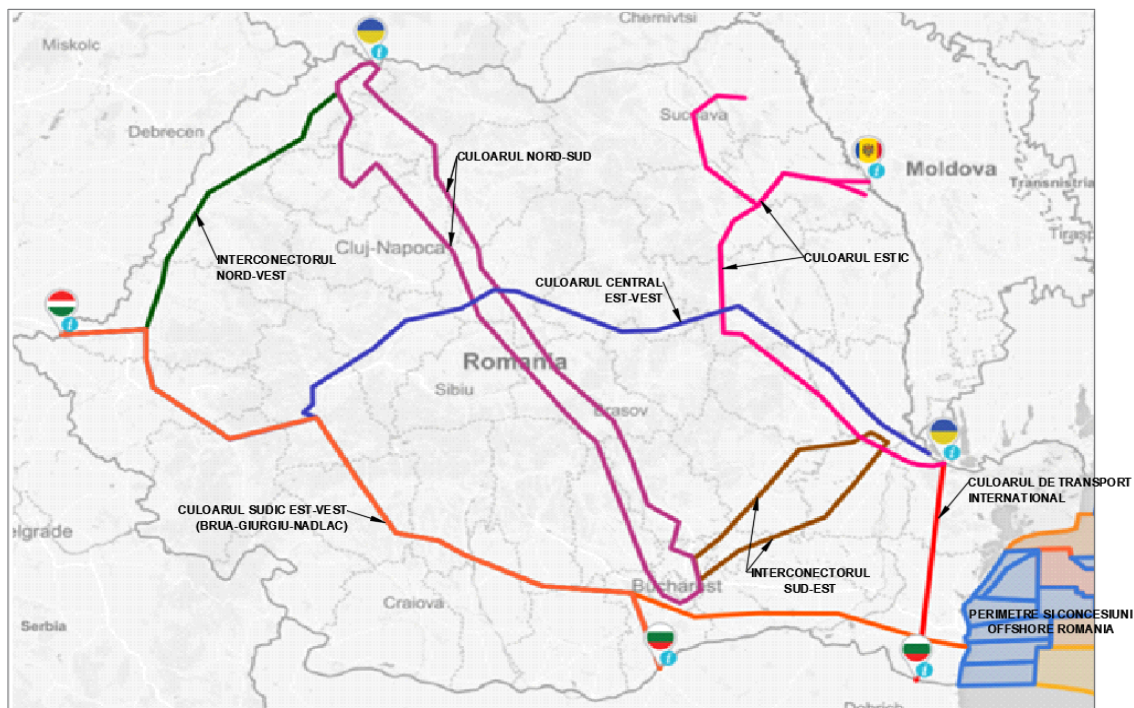 Miskolc
Chernivtsi
Debrecen
Suceava
CULOARUL NORD-SUD
Moldova
Transnistria
Tirasp
Cluj-Napoca
INTERCONECTORUL
NORD-VEST
CULOARUL CENTRAL
EST-VEST
CULOARUL ESTIC
Romania
Sibiu
Brasov
CULOARUL SUDIC EST-VEST
(BRUA-GIURGIU-NADLAC)
CULOARUL DE TRANSPORT
INTERNATIONAL
elgrade
INTERCONECTORUL
SUD-EST
Bucharest
Craiova
Serbia
PERIMETRE SI CONCESIUNI
OFFSHORE ROMANIA
Dobrich